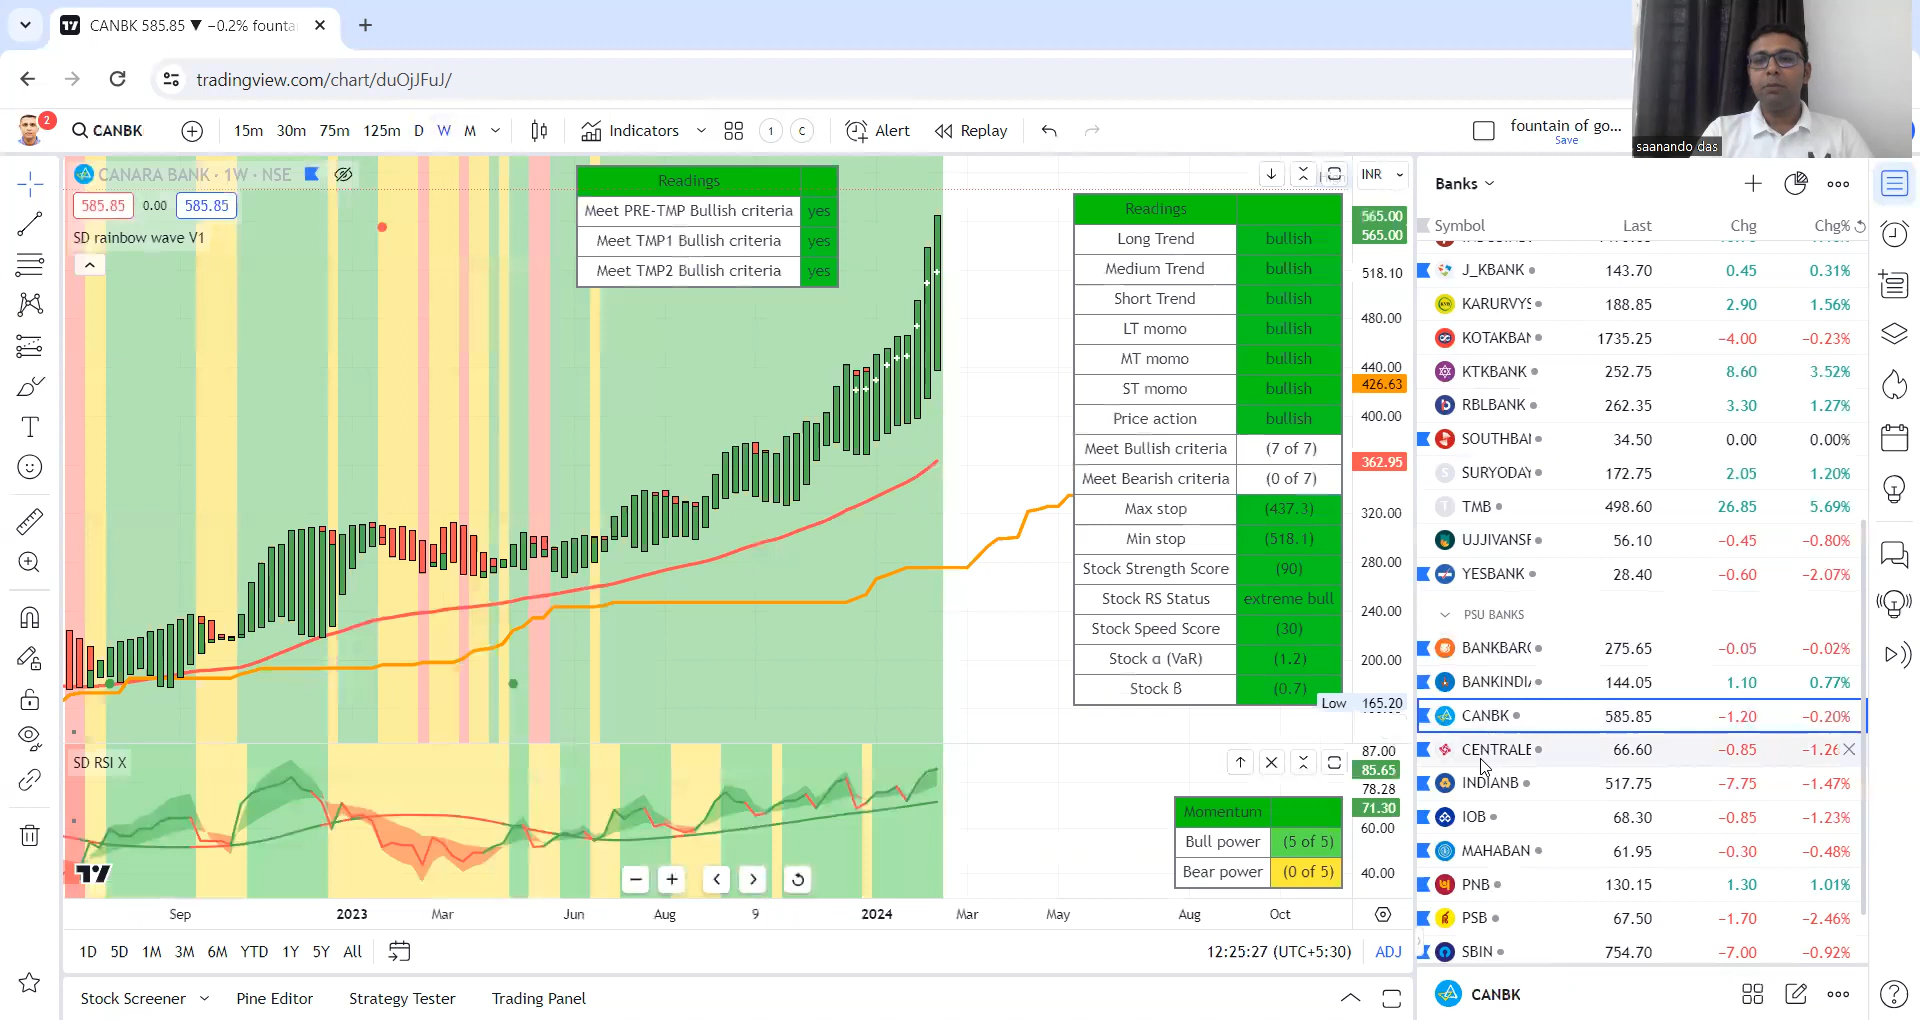 CANBK 585.85 ▼ −0.2% founta
tradingview.com/chart/duOjJFuJ/
2
CANBK
15m 30m 75m 125m D W M
Indicators
1 C
Alert
Replay
fountain of go...
Save
saanando das
CANARA BANK · 1W · NSE
585.85 0.00 585.85
SD rainbow wave V1
Readings
Meet PRE-TMP Bullish criteria yes
Meet TMP1 Bullish criteria yes
Meet TMP2 Bullish criteria yes
Readings
Long Trend bullish
Medium Trend bullish
Short Trend bullish
LT momo bullish
MT momo bullish
ST momo bullish
Price action bullish
Meet Bullish criteria (7 of 7)
Meet Bearish criteria (0 of 7)
Max stop (437.3)
Min stop (518.1)
Stock Strength Score (90)
Stock RS Status extreme bull
Stock Speed Score (30)
Stock α (VaR) (1.2)
Stock ß (0.7)
INR
565.00
565.00
518.10
480.00
440.00
426.63
400.00
362.95
320.00
280.00
240.00
200.00
Low 165.20
SD RSI X
87.00
85.65
78.28
71.30
60.00
40.00
Momentum
Bull power (5 of 5)
Bear power (0 of 5)
Sep 2023 Mar Jun Aug 9 2024 Mar May Aug Oct
1D 5D 1M 3M 6M YTD 1Y 5Y All
12:25:27 (UTC+5:30) ADJ
Stock Screener Pine Editor Strategy Tester Trading Panel
Banks
Symbol Last Chg Chg%
J_KBANK 143.70 0.45 0.31%
KARURVYS 188.85 2.90 1.56%
KOTAKBAN 1735.25 −4.00 −0.23%
KTKBANK 252.75 8.60 3.52%
RBLBANK 262.35 3.30 1.27%
SOUTHBAN 34.50 0.00 0.00%
SURYODAY 172.75 2.05 1.20%
TMB 498.60 26.85 5.69%
UJJIVANSF 56.10 −0.45 −0.80%
YESBANK 28.40 −0.60 −2.07%
PSU BANKS
BANKBARO 275.65 −0.05 −0.02%
BANKINDIA 144.05 1.10 0.77%
CANBK 585.85 −1.20 −0.20%
CENTRALB 66.60 −0.85 −1.26
INDIANB 517.75 −7.75 −1.47%
IOB 68.30 −0.85 −1.23%
MAHABAN 61.95 −0.30 −0.48%
PNB 130.15 1.30 1.01%
PSB 67.50 −1.70 −2.46%
SBIN 754.70 −7.00 −0.92%
CANBK